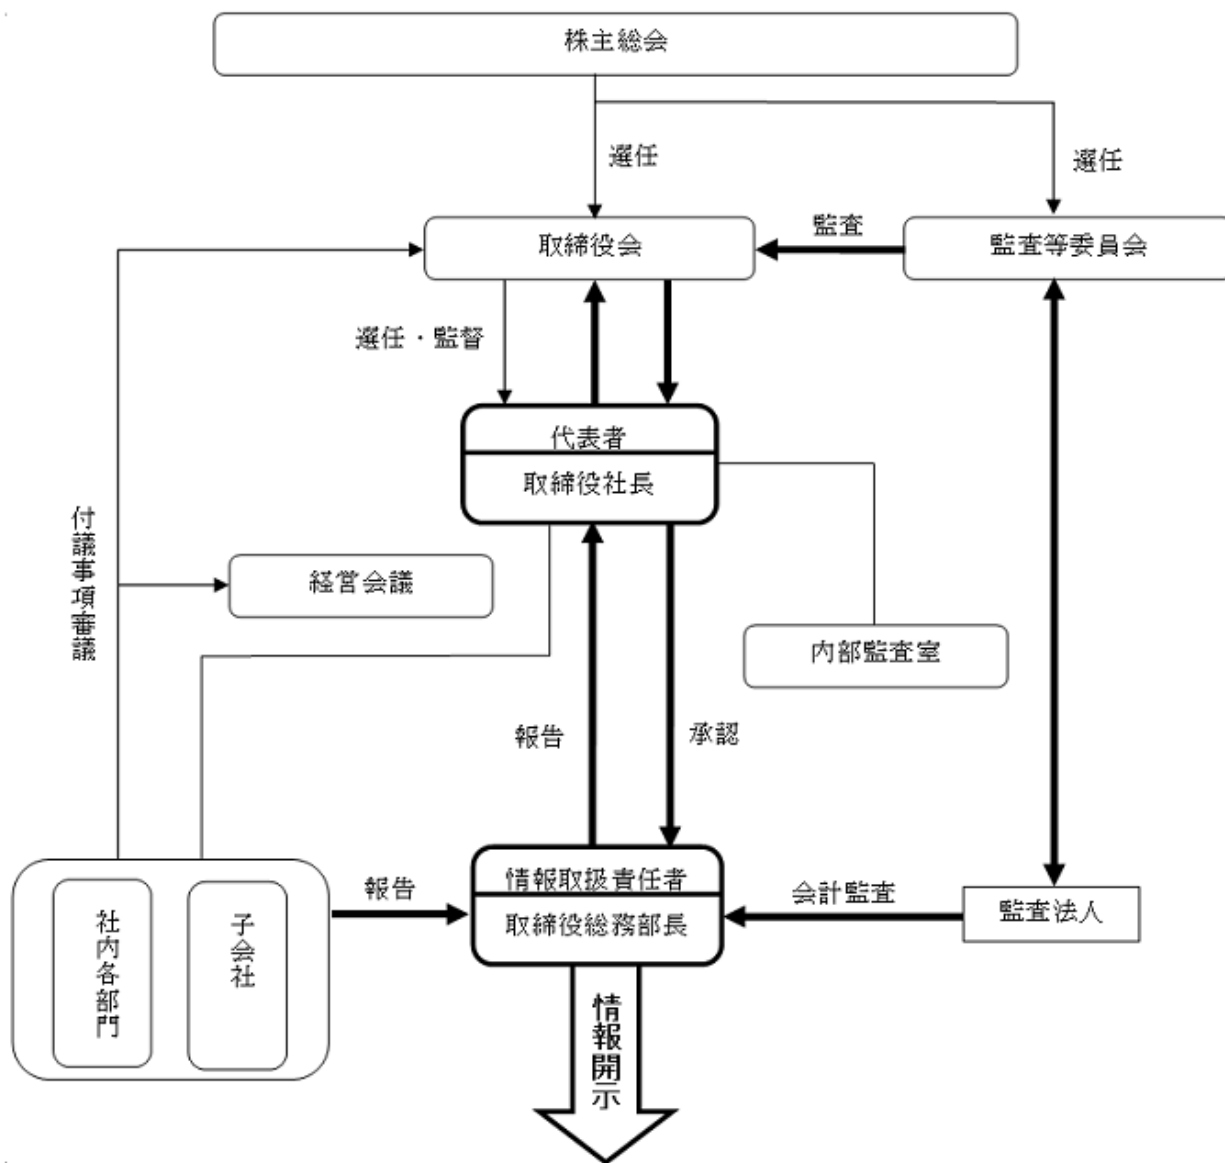 株主総会
選任
選任
取締役会
監査
監査等委員会
選任・監督
代表者
取締役社長
付議事項審議
経営会議
内部監査室
報告
承認
情報取扱責任者
取締役総務部長
報告
会計監査
監査法人
社内各部門
子会社
情報開示